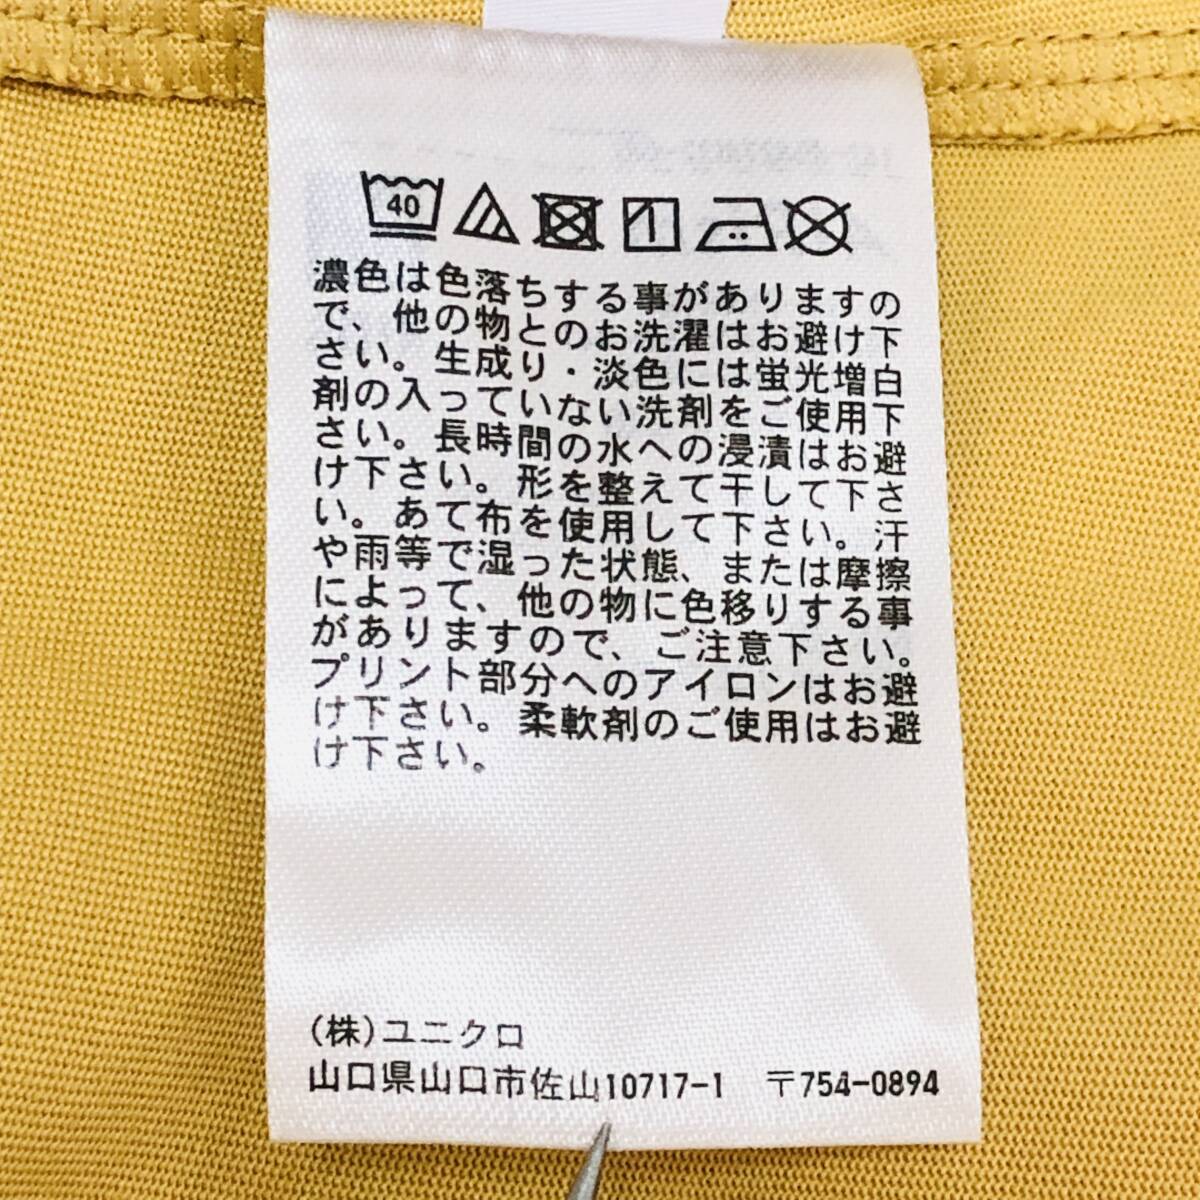 40
濃色は色落ちする事がありますの
で、他の物とのお洗濯はお避け下
さい。生成り・淡色には蛍光増白
剤の入っていない洗剤をご使用下
さい。長時間の水への浸漬はお避
け下さい。形を整えて干して下さ
い。あて布を使用して下さい。汗
や雨等で湿った状態、または摩擦
によって、他の物に色移りする事
がありますので、ご注意下さい。
プリント部分へのアイロンはお避
け下さい。柔軟剤のご使用はお避
け下さい。
(株)ユニクロ
山口県山口市佐山10717-1 〒754-0894